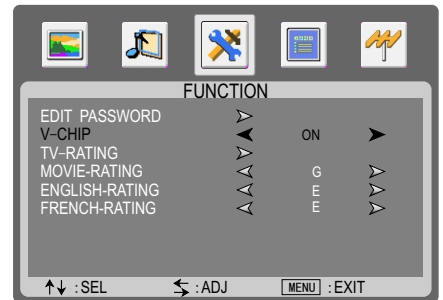 FUNCTION
EDIT PASSWORD
V-CHIP ON
TV-RATING
MOVIE-RATING G
ENGLISH-RATING E
FRENCH-RATING E
:SEL :ADJ MENU :EXIT